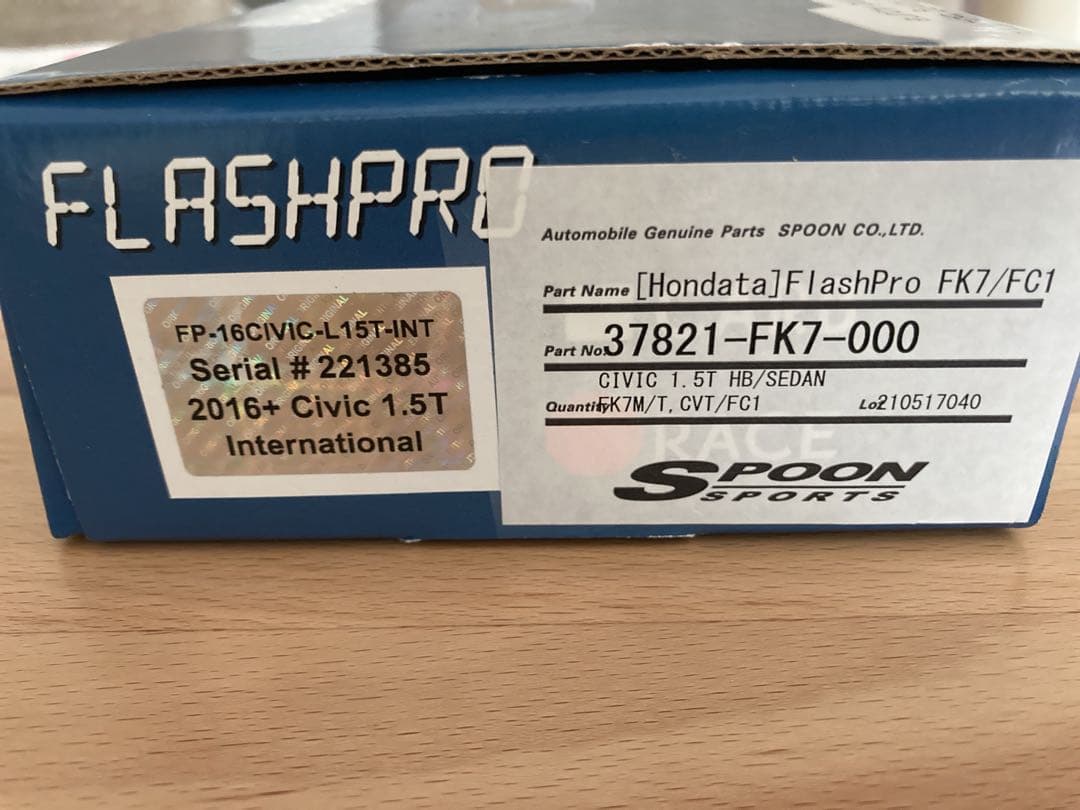 FLASHPRO
FP-16CIVIC-L15T-INT
Serial # 221385
2016+ Civic 1.5T
International
Automobile Genuine Parts SPOON CO.,LTD.
Part Name [Hondata]FlashPro FK7/FC1
Part No. 37821-FK7-000
CIVIC 1.5T HB/SEDAN
Quantity FK7M/T, CVT/FC1 Lot 210517040
RACE
SPOON
SPORTS